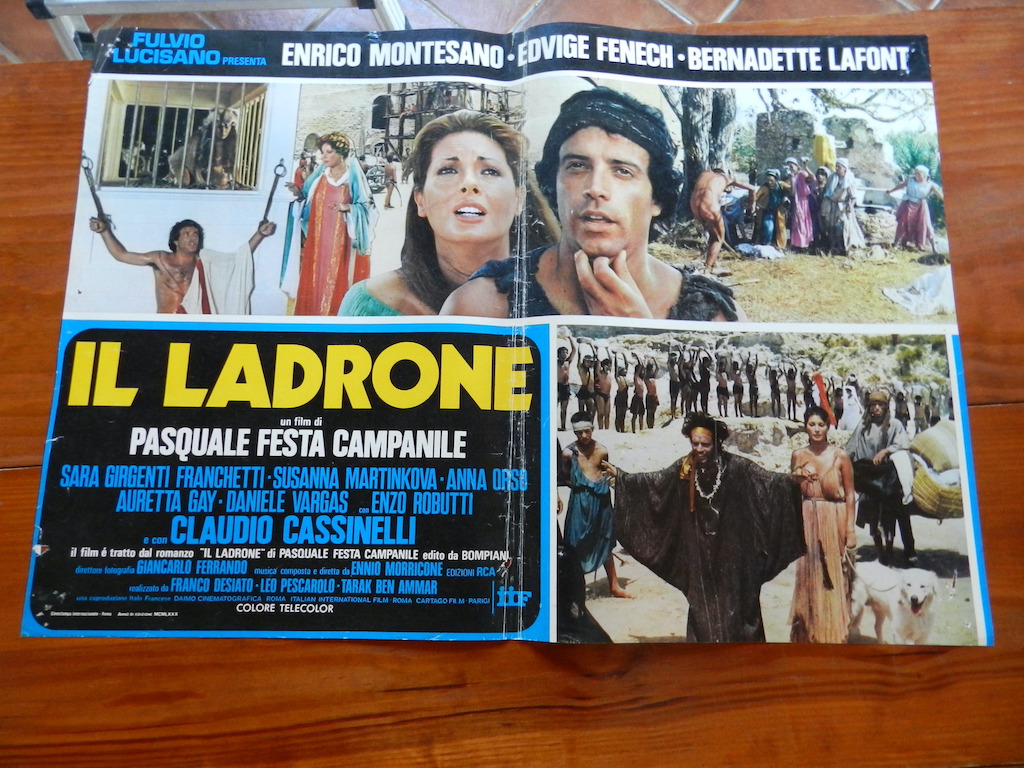 FULVIO
LUCISANO PRESENTA
ENRICO MONTESANO · EDVIGE FENECH · BERNADETTE LAFONT
IL LADRONE
un film di
PASQUALE FESTA CAMPANILE
SARA GIRGENTI FRANCHETTI · SUSANNA MARTINKOVA · ANNA ORSO
AURETTA GAY · DANIELE VARGAS con ENZO ROBUTTI
e con CLAUDIO CASSINELLI
il film é tratto dal romanzo "IL LADRONE" di PASQUALE FESTA CAMPANILE edito da BOMPIANI
direttore fotografia GIANCARLO FERRANDO musica composta e diretta da ENNIO MORRICONE EDIZIONI RCA
realizzato da FRANCO DESIATO · LEO PESCAROLO · TARAK BEN AMMAR
una coproduzione Italo Francese DAIMO CINEMATOGRAFICA ROMA ITALIAN INTERNATIONAL FILM · ROMA CARTAGO FILM · PARIGI
iif
COLORE TELECOLOR
ANNO DI EDIZIONE MCMLXXX